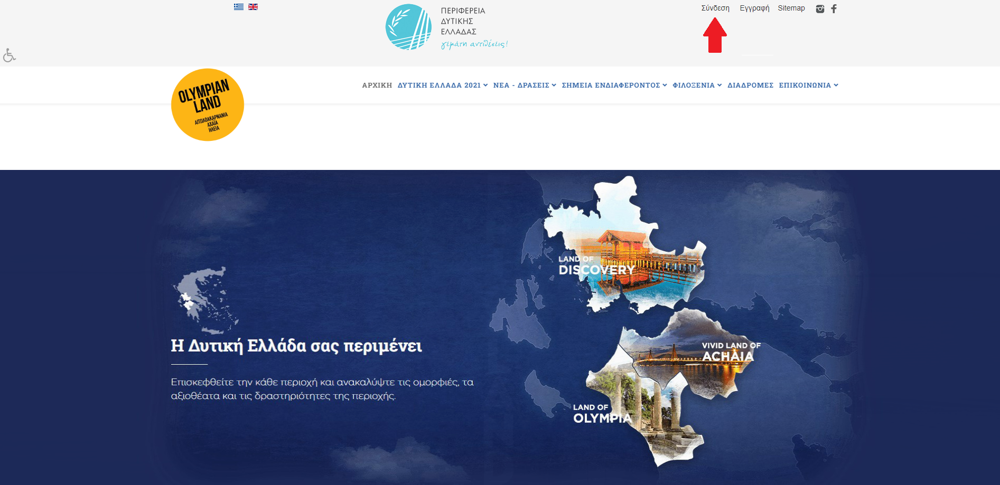 Σύνδεση Εγγραφή Sitemap
ΠΕΡΙΦΕΡΕΙΑ
ΔΥΤΙΚΗΣ
ΕΛΛΑΔΑΣ
γεμάτη αντιθέσεις!
OLYMPIAN
LAND
ΑΙΤΩΛΟΑΚΑΡΝΑΝΙΑ
ΑΧΑΪΑ
ΗΛΕΙΑ
ΑΡΧΙΚΗ ΔΥΤΙΚΗ ΕΛΛΑΔΑ 2021 ΝΕΑ - ΔΡΑΣΕΙΣ ΣΗΜΕΙΑ ΕΝΔΙΑΦΕΡΟΝΤΟΣ ΦΙΛΟΞΕΝΙΑ ΔΙΑΔΡΟΜΕΣ ΕΠΙΚΟΙΝΩΝΙΑ
LAND OF
DISCOVERY
VIVID LAND OF
ACHAIA
LAND OF
OLYMPIA
Η Δυτική Ελλάδα σας περιμένει
Επισκεφθείτε την κάθε περιοχή και ανακαλύψτε τις ομορφιές, τα
αξιοθέατα και τις δραστηριότητες της περιοχής.